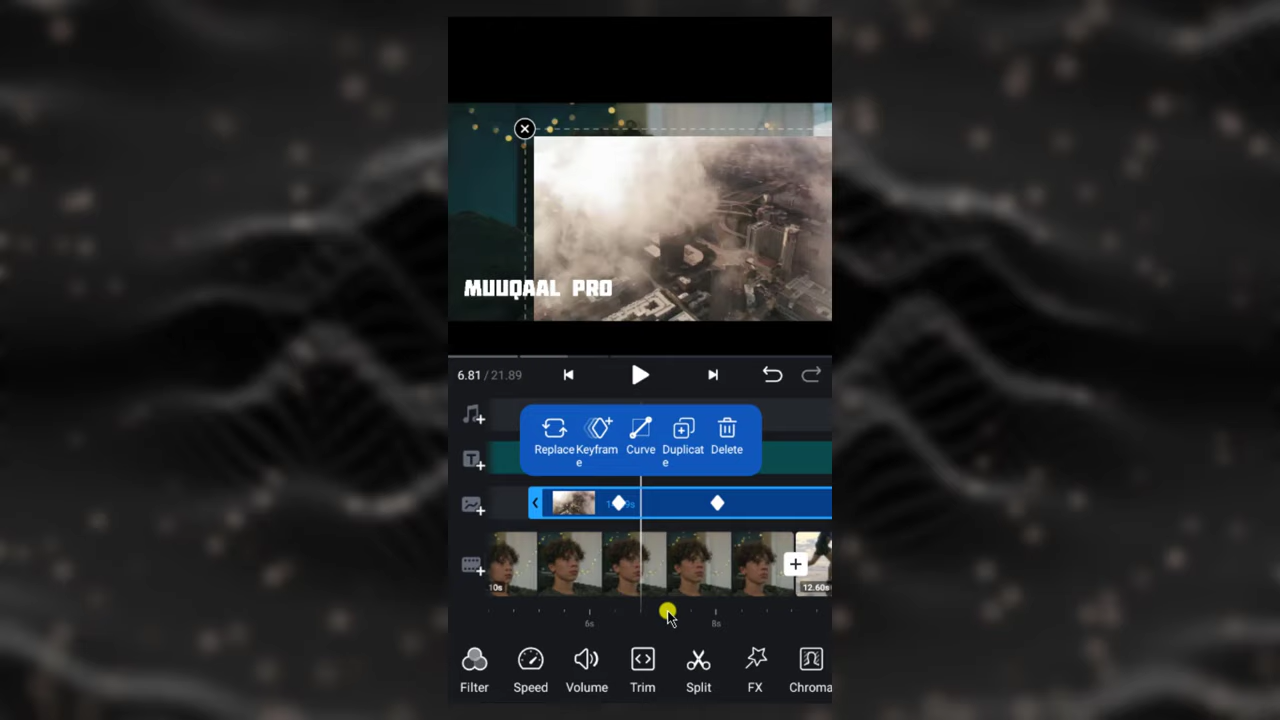 MUUQAAL PRO
6.81 / 21.89
Replace Keyfram
e Curve Duplicat
e Delete
10s
12.60s
6s 8s
Filter Speed Volume Trim Split FX Chroma